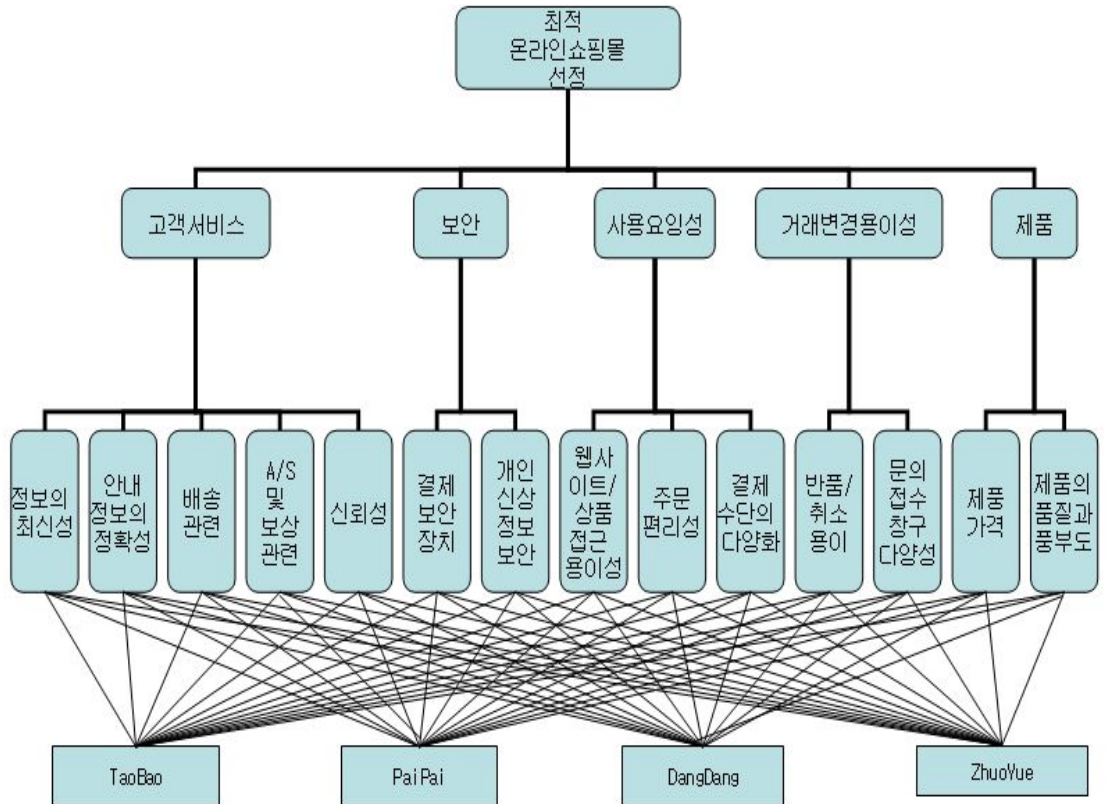 최적
온라인쇼핑몰
선정
고객서비스
보안
사용요잉성
거래변경용이성
제품
정보의
최신성
안내
정보의
정확성
배송
관련
A/S
및
보상
관련
신뢰성
결제
보안
장치
개인
신상
정보
보안
웹사
이트/
상품
접근
용이성
주문
편리성
결제
수단의
다양화
반품/
취소
용이
문의
접수
창구
다양성
제품
가격
제품의
품질과
풍부도
TaoBao
PaiPai
DangDang
ZhuoYue